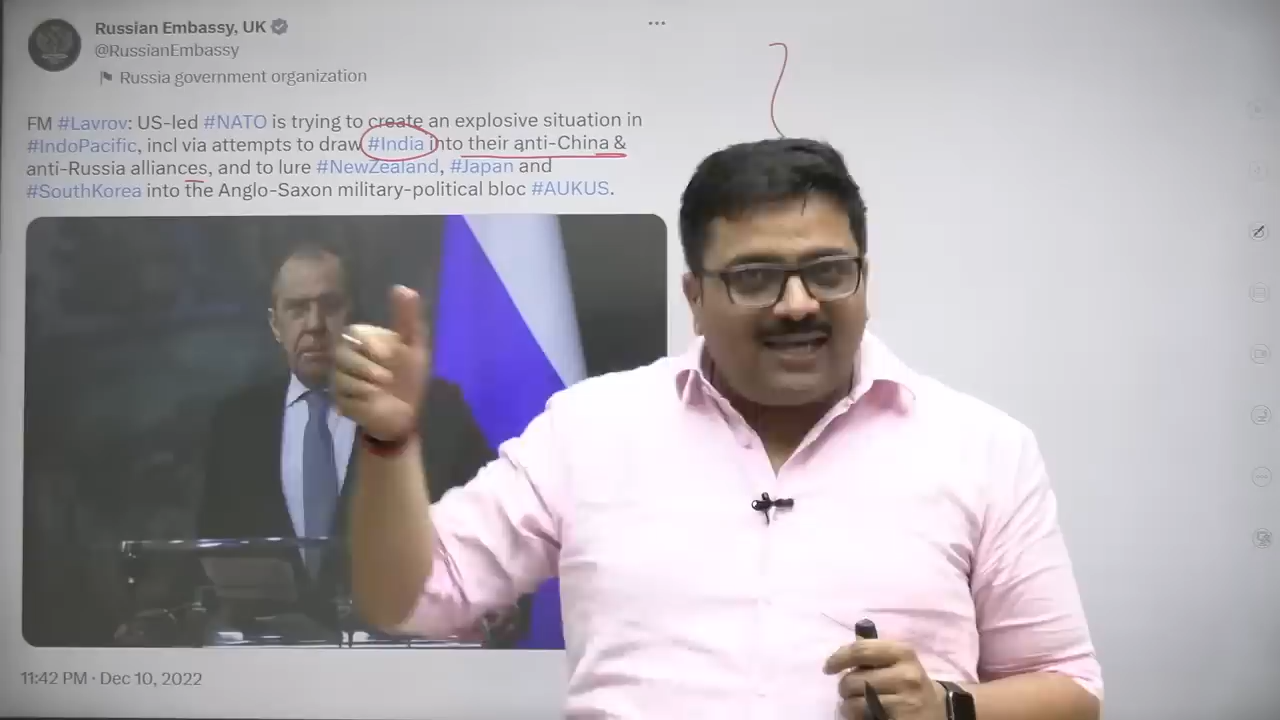 Russian Embassy, UK
@RussianEmbassy
Russia government organization
FM #Lavrov: US-led #NATO is trying to create an explosive situation in
#IndoPacific, incl via attempts to draw #India into their anti-China &
anti-Russia alliances, and to lure #NewZealand, #Japan and
#SouthKorea into the Anglo-Saxon military-political bloc #AUKUS.
11:42 PM · Dec 10, 2022